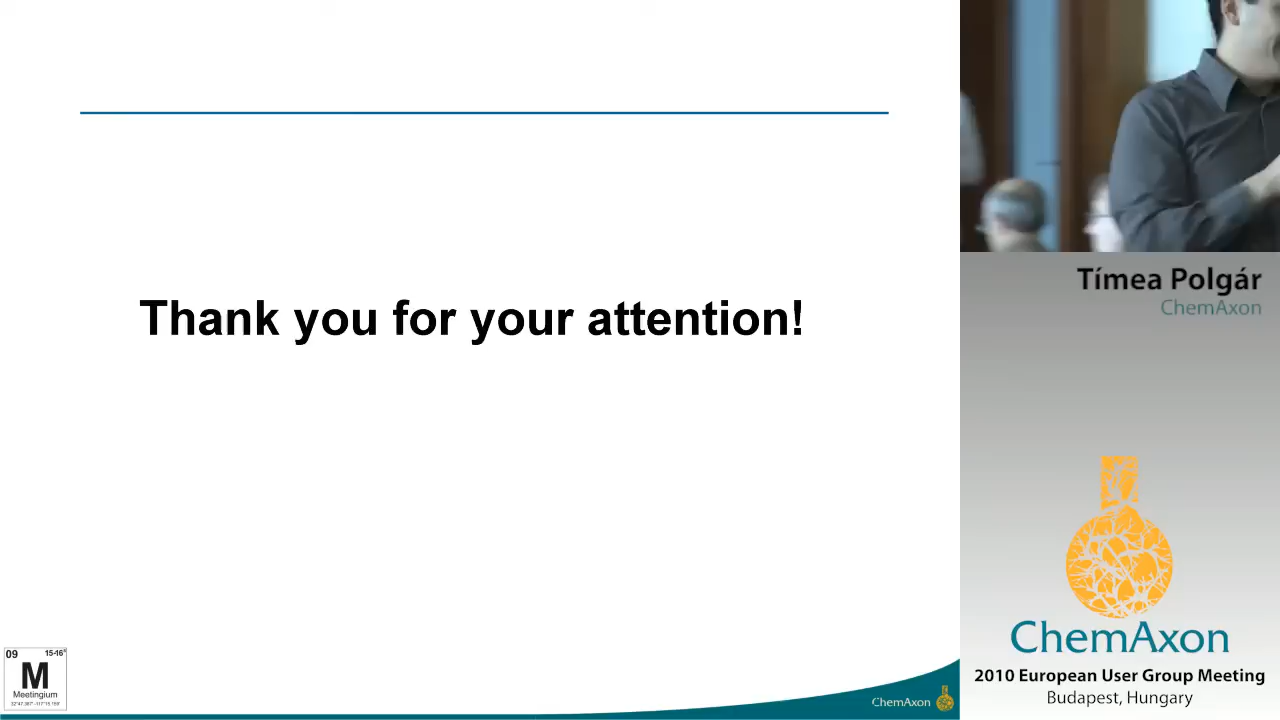 Thank you for your attention!
09 15-16
M
Meetingium
ChemAxon
Tímea Polgár
ChemAxon
ChemAxon
2010 European User Group Meeting
Budapest, Hungary